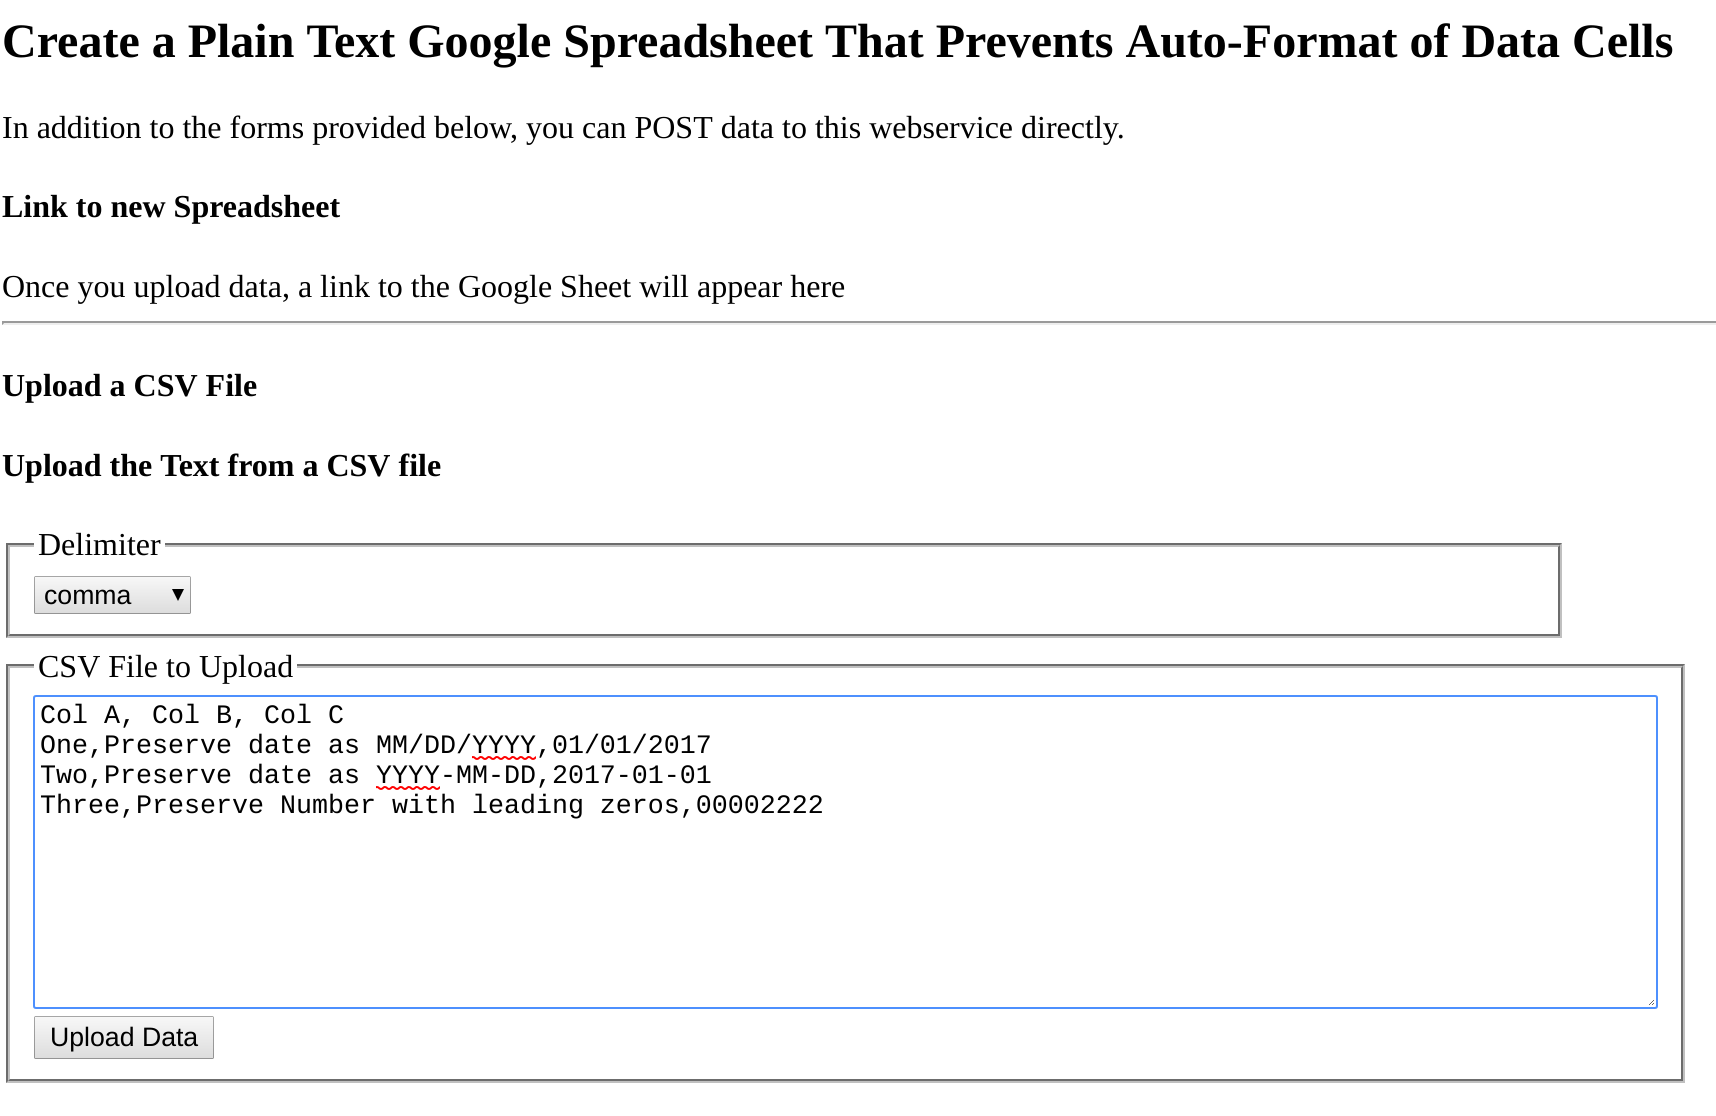 Create a Plain Text Google Spreadsheet That Prevents Auto-Format of Data Cells
In addition to the forms provided below, you can POST data to this webservice directly.
Link to new Spreadsheet
Once you upload data, a link to the Google Sheet will appear here
Upload a CSV File
Upload the Text from a CSV file
Delimiter
comma
CSV File to Upload
Col A, Col B, Col C
One,Preserve date as MM/DD/YYYY,01/01/2017
Two,Preserve date as YYYY-MM-DD,2017-01-01
Three,Preserve Number with leading zeros,00002222
Upload Data